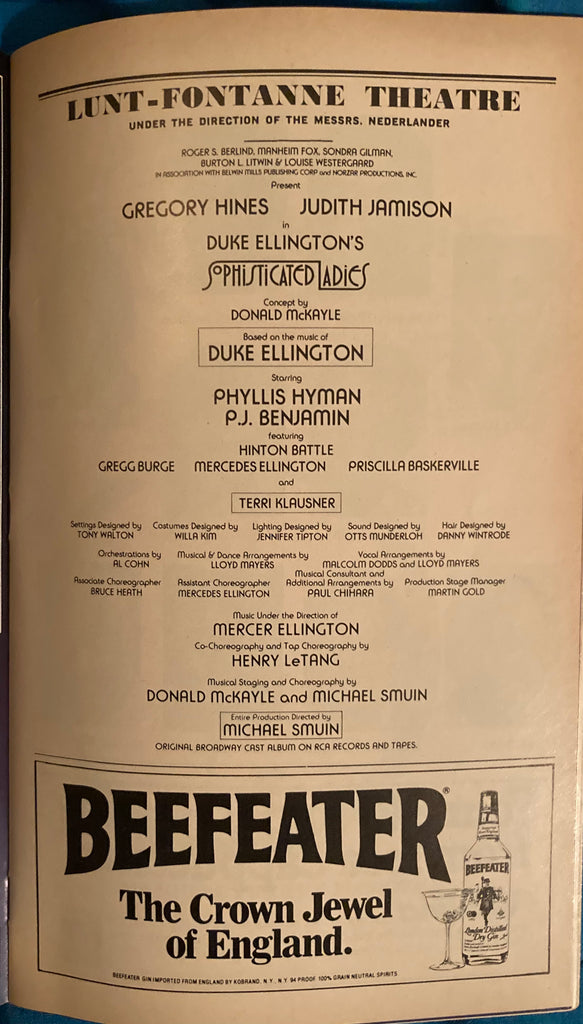 LUNT-FONTANNE THEATRE
UNDER THE DIRECTION OF THE MESSRS. NEDERLANDER
ROGER S. BERLIND, MANHEIM FOX, SONDRA GILMAN,
BURTON L. LITWIN & LOUISE WESTERGAARD
IN ASSOCIATION WITH BELWIN MILLS PUBLISHING CORP and NORZAR PRODUCTIONS, INC.
Present
GREGORY HINES JUDITH JAMISON
in
DUKE ELLINGTON'S
SOPHISTICATED LADIES
Concept by
DONALD McKAYLE
Based on the music of
DUKE ELLINGTON
Starring
PHYLLIS HYMAN
P.J. BENJAMIN
featuring
HINTON BATTLE
GREGG BURGE MERCEDES ELLINGTON PRISCILLA BASKERVILLE
and
TERRI KLAUSNER
Settings Designed by Costumes Designed by Lighting Designed by Sound Designed by Hair Designed by
TONY WALTON WILLA KIM JENNIFER TIPTON OTTS MUNDERLOH DANNY WINTRODE
Orchestrations by Musical & Dance Arrangements by Vocal Arrangements by
AL COHN LLOYD MAYERS MALCOLM DODDS and LLOYD MAYERS
Musical Consultant and
Associate Choreographer Assistant Choreographer Additional Arrangements by Production Stage Manager
BRUCE HEATH MERCEDES ELLINGTON PAUL CHIHARA MARTIN GOLD
Music Under the Direction of
MERCER ELLINGTON
Co-Choreography and Tap Choreography by
HENRY LeTANG
Musical Staging and Choreography by
DONALD McKAYLE and MICHAEL SMUIN
Entire Production Directed by
MICHAEL SMUIN
ORIGINAL BROADWAY CAST ALBUM ON RCA RECORDS AND TAPES.
BEEFEATER®
The Crown Jewel
of England.
BEEFEATER
London Distilled
Dry Gin
BEEFEATER GIN IMPORTED FROM ENGLAND BY KOBRAND, N.Y., N.Y. 94 PROOF. 100% GRAIN NEUTRAL SPIRITS